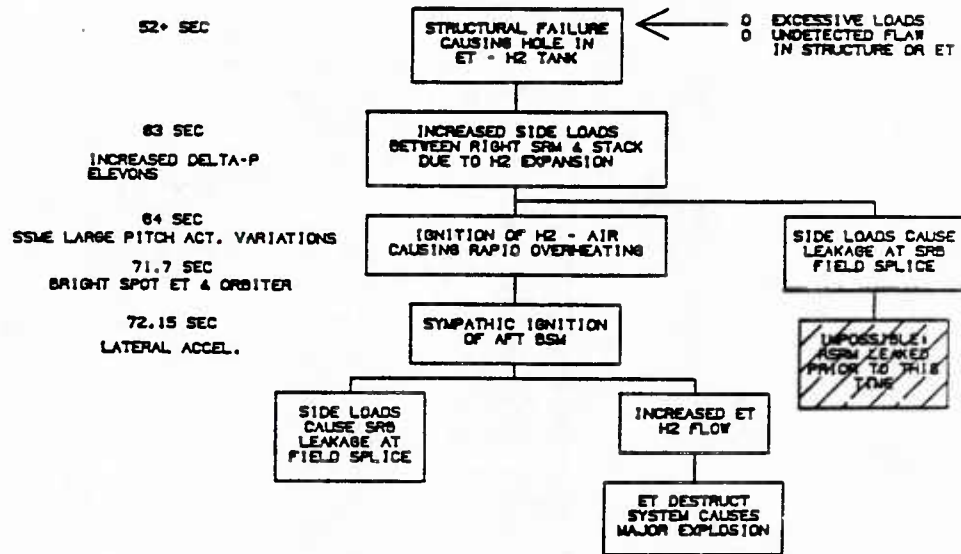 52+ SEC
STRUCTURAL FAILURE
CAUSING HOLE IN
ET - H2 TANK
O EXCESSIVE LOADS
O UNDETECTED FLAW
IN STRUCTURE OR ET
63 SEC
INCREASED DELTA-P
ELEVONS
INCREASED SIDE LOADS
BETWEEN RIGHT SRM & STACK
DUE TO H2 EXPANSION
64 SEC
SSME LARGE PITCH ACT. VARIATIONS
71.7 SEC
BRIGHT SPOT ET & ORBITER
IGNITION OF H2 - AIR
CAUSING RAPID OVERHEATING
SIDE LOADS CAUSE
LEAKAGE AT SRB
FIELD SPLICE
72.15 SEC
LATERAL ACCEL.
SYMPATHIC IGNITION
OF AFT BSM
IMPOSSIBLE:
RSRM LEAKED
PRIOR TO THIS
TIME
SIDE LOADS
CAUSE SRB
LEAKAGE AT
FIELD SPLICE
INCREASED ET
H2 FLOW
ET DESTRUCT
SYSTEM CAUSES
MAJOR EXPLOSION